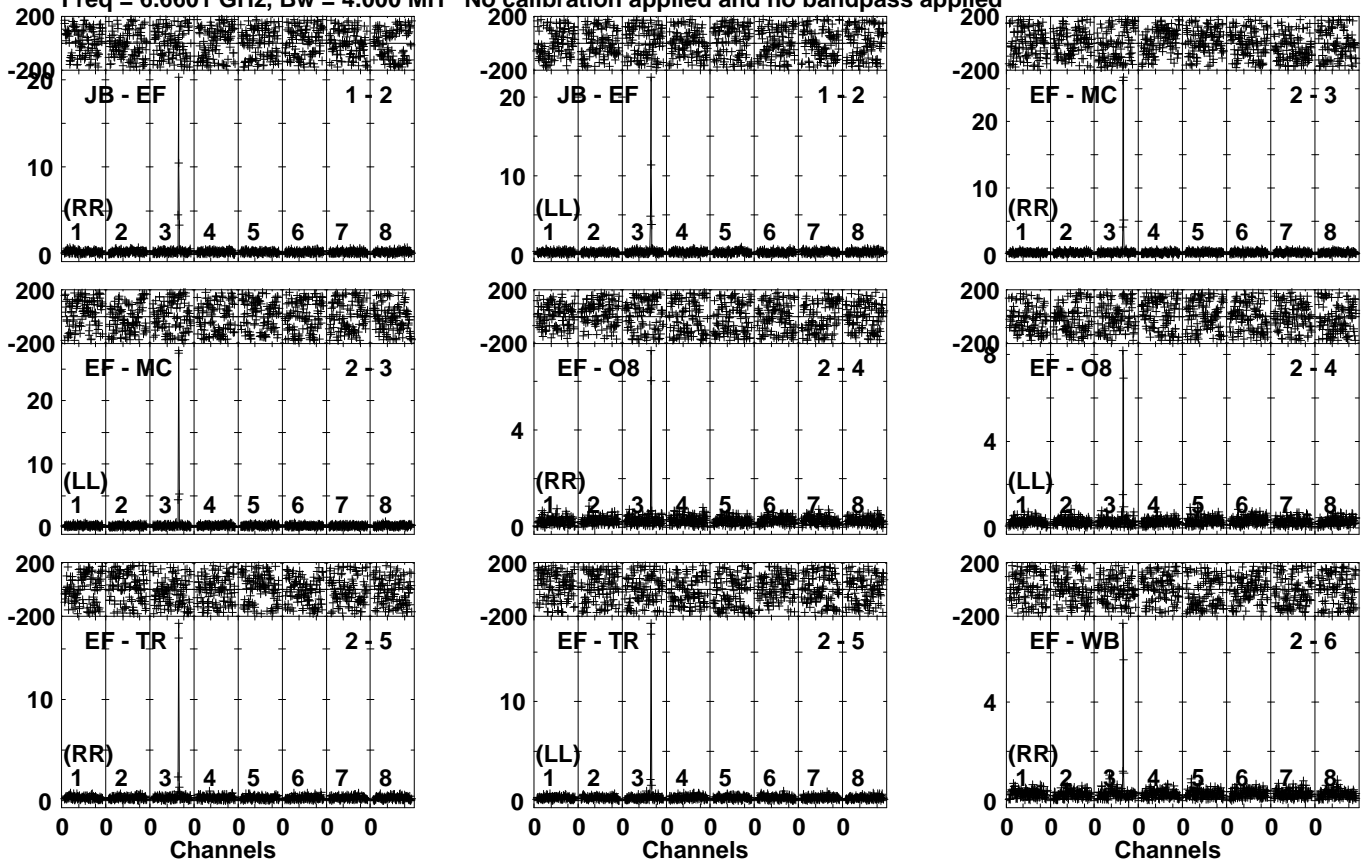 Freq = 6.6601 GHz, Bw = 4.000 MH No calibration applied and no bandpass applied
200 200 200
-200 -200 -200
20 JB - EF 1 - 2 20 JB - EF 1 - 2 20 EF - MC 2 - 3
10 10 10
(RR) (LL) (RR)
1 2 3 4 5 6 7 8 1 2 3 4 5 6 7 8 1 2 3 4 5 6 7 8
0 0 0
200 200 200
-200 -200 -200
EF - MC 2 - 3 EF - O8 2 - 4 8 EF - O8 2 - 4
20 4 4
10
(LL) (RR) (LL)
1 2 3 4 5 6 7 8 1 2 3 4 5 6 7 8 1 2 3 4 5 6 7 8
0 0 0
200 200 200
-200 -200 -200
EF - TR 2 - 5 EF - TR 2 - 5 EF - WB 2 - 6
10 10 4
(RR) (LL) (RR)
1 2 3 4 5 6 7 8 1 2 3 4 5 6 7 8 1 2 3 4 5 6 7 8
0 0 0
0 0 0 0 0 0 0 0 0 0 0 0 0 0 0 0 0 0 0 0 0 0 0 0
Channels Channels Channels